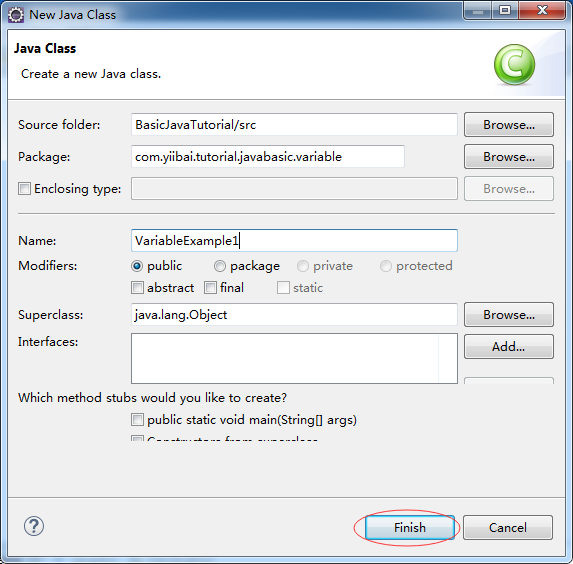 New Java Class
Java Class
Create a new Java class.
Source folder: BasicJavaTutorial/src Browse...
Package: com.yiibai.tutorial.javabasic.variable Browse...
Enclosing type: Browse...
Name: VariableExample1
Modifiers: public package private protected
abstract final static
Superclass: java.lang.Object Browse...
Interfaces: Add...
Which method stubs would you like to create?
public static void main(String[] args)
Constructors from superclass
? Finish Cancel